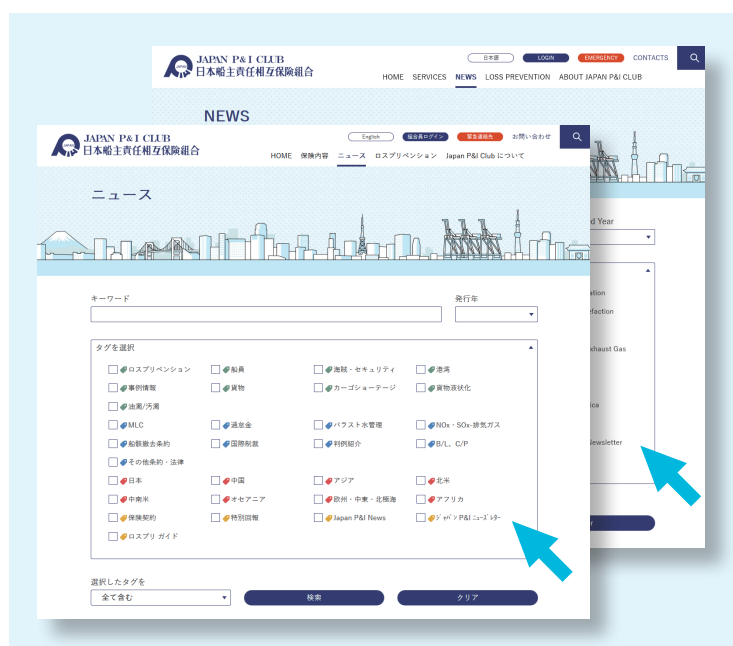 JAPAN P&I CLUB
日本船主責任相互保険組合
日本語
LOGIN
EMERGENCY
CONTACTS
HOME SERVICES NEWS LOSS PREVENTION ABOUT JAPAN P&I CLUB
NEWS
d Year
ation
efaction
xhaust Gas
ica
Newsletter
JAPAN P&I CLUB
日本船主責任相互保険組合
English
組合員ログイン
緊急連絡先
お問い合わせ
HOME 保険内容 ニュース ロスプリベンション Japan P&I Club について
ニュース
キーワード
発行年
タグを選択
ロスプリベンション 船員 海賊・セキュリティ 港湾
事例情報 貨物 カーゴショーテージ 貨物液状化
油濁/汚濁
MLC 過怠金 バラスト水管理 NOx・SOx-排気ガス
船骸撤去条約 国際制裁 判例紹介 B/L、C/P
その他条約・法律
日本 中国 アジア 北米
中南米 オセアニア 欧州・中東・北極海 アフリカ
保険契約 特別回報 Japan P&I News ジャパン P&I ニューズレター
ロスプリ ガイド
選択したタグを
全て含む
検索
クリア